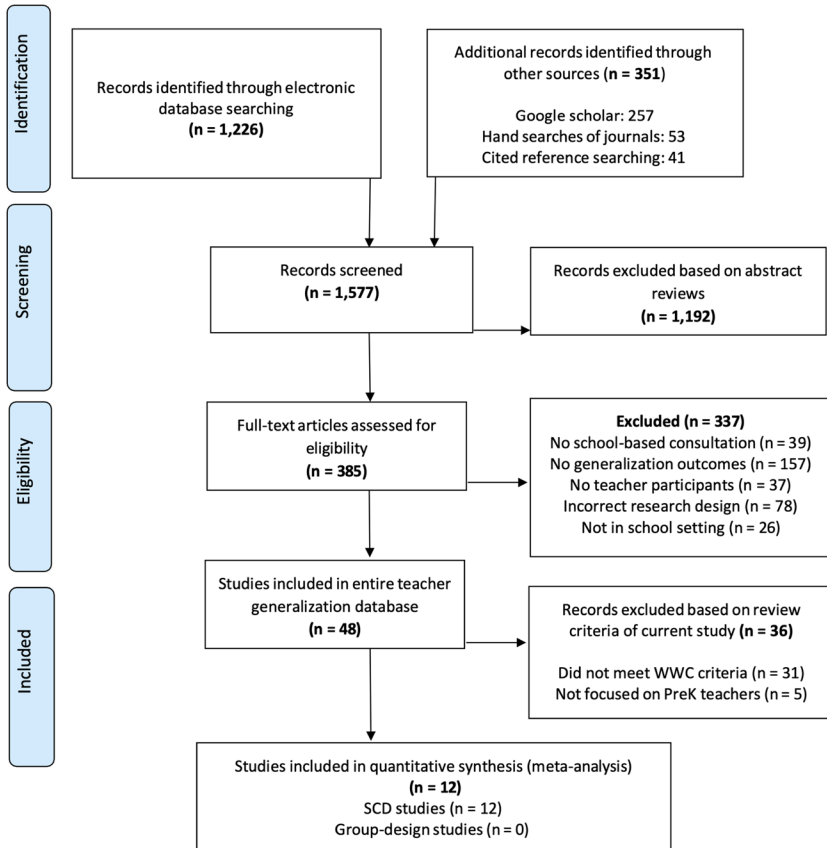 Identification
Records identified through electronic
database searching
(n = 1,226)
Additional records identified through
other sources (n = 351)
Google scholar: 257
Hand searches of journals: 53
Cited reference searching: 41
Screening
Records screened
(n = 1,577)
Records excluded based on abstract
reviews
(n = 1,192)
Eligibility
Full-text articles assessed for
eligibility
(n = 385)
Excluded (n = 337)
No school-based consultation (n = 39)
No generalization outcomes (n = 157)
No teacher participants (n = 37)
Incorrect research design (n = 78)
Not in school setting (n = 26)
Included
Studies included in entire teacher
generalization database
(n = 48)
Records excluded based on review
criteria of current study (n = 36)
Did not meet WWC criteria (n = 31)
Not focused on PreK teachers (n = 5)
Studies included in quantitative synthesis (meta-analysis)
(n = 12)
SCD studies (n = 12)
Group-design studies (n = 0)